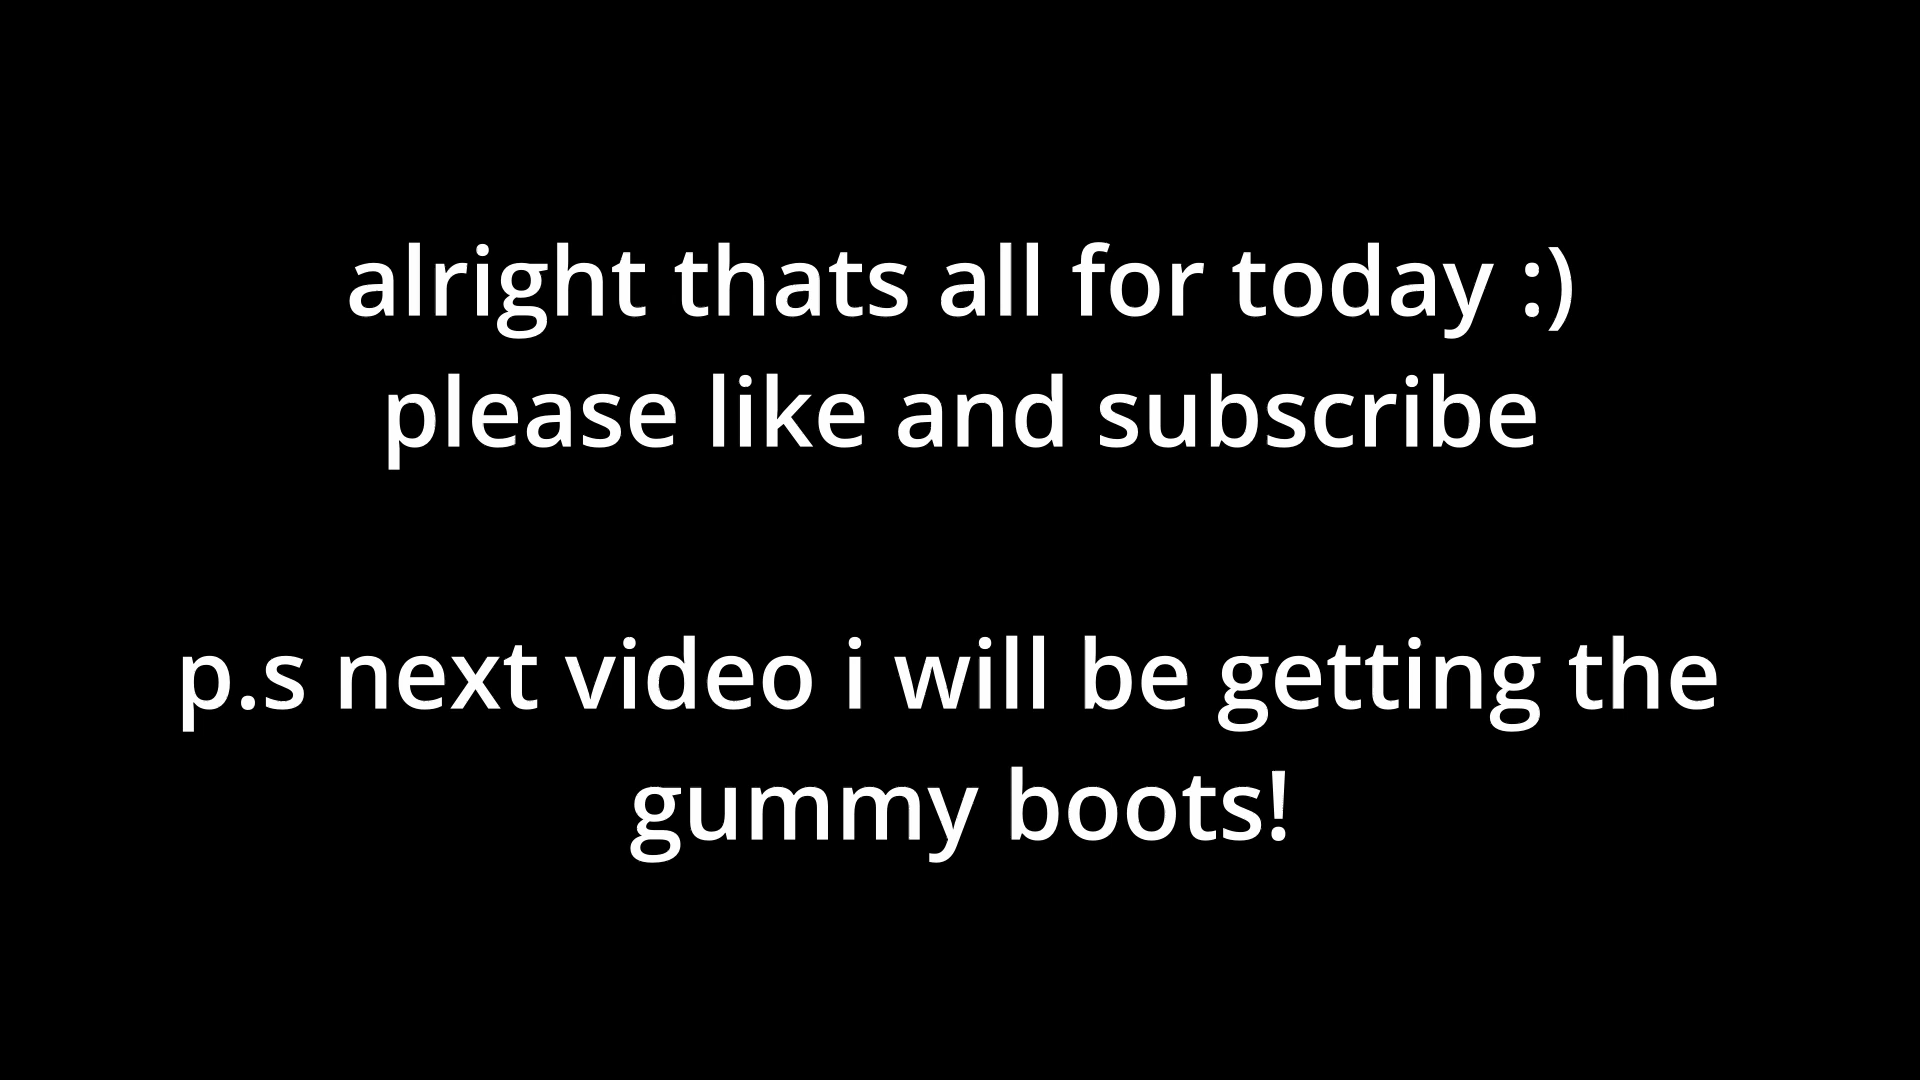 alright thats all for today :)
please like and subscribe
p.s next video i will be getting the
gummy boots!